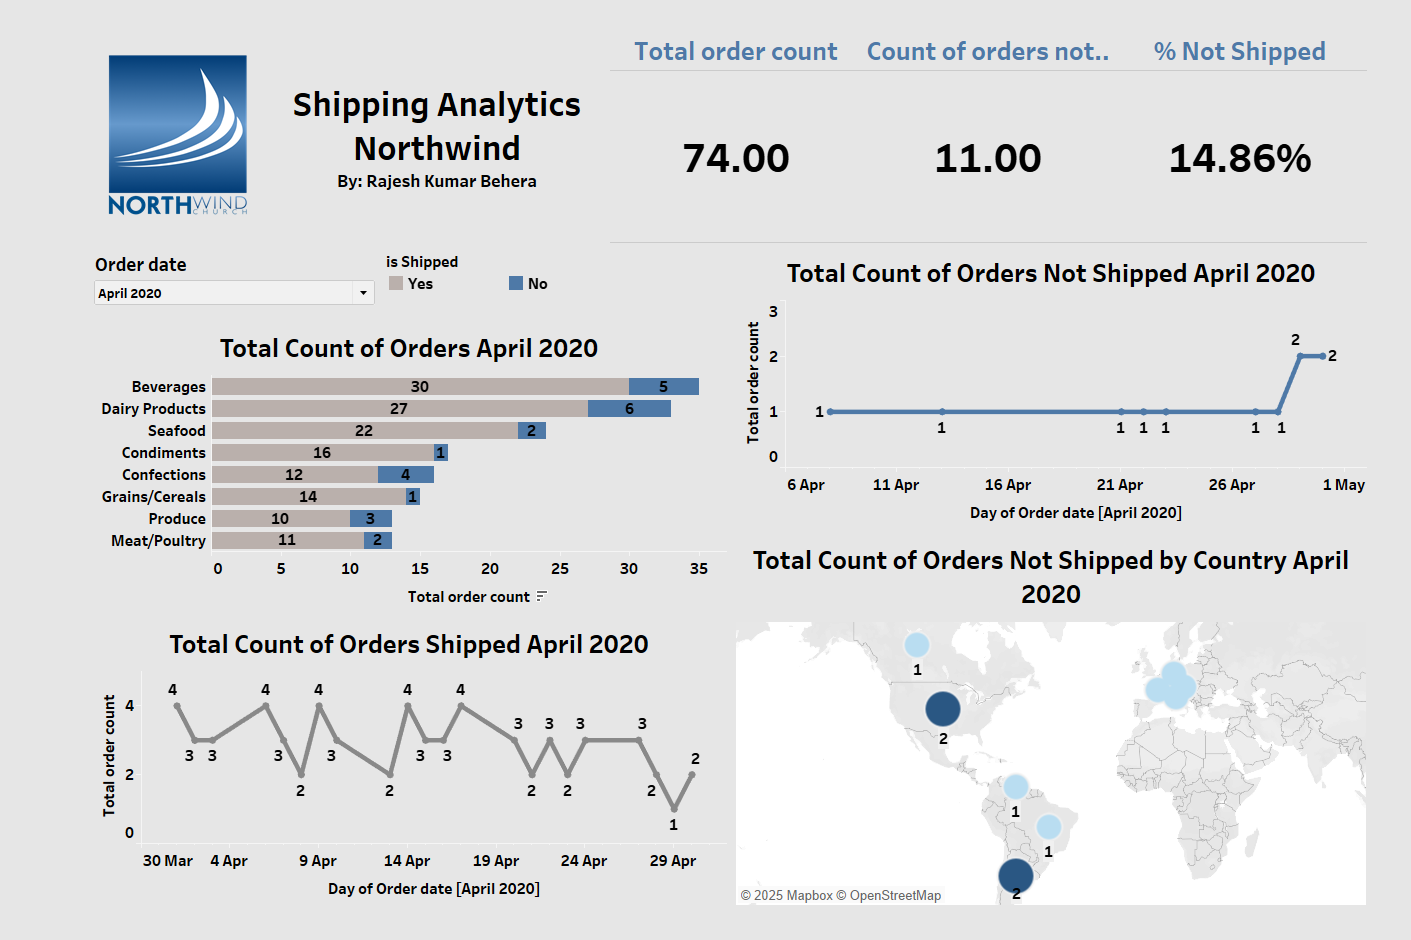 Total order count
Count of orders not..
% Not Shipped
NORTHWIND
CHURCH
Shipping Analytics
Northwind
By: Rajesh Kumar Behera
74.00
11.00
14.86%
Order date
April 2020
is Shipped
Yes
No
Total Count of Orders April 2020
Beverages 30 5
Dairy Products 27 6
Seafood 22 2
Condiments 16 1
Confections 12 4
Grains/Cereals 14 1
Produce 10 3
Meat/Poultry 11 2
0 5 10 15 20 25 30 35
Total order count
Total Count of Orders Not Shipped April 2020
Total order count
3
2
1
0
1 1 1 1 1 1 1 2 2
6 Apr 11 Apr 16 Apr 21 Apr 26 Apr 1 May
Day of Order date [April 2020]
Total Count of Orders Shipped April 2020
Total order count
4
2
0
4 3 3 4 3 2 4 3 2 4 3 3 4 3 2 3 2 3 3 2 1 2
30 Mar 4 Apr 9 Apr 14 Apr 19 Apr 24 Apr 29 Apr
Day of Order date [April 2020]
Total Count of Orders Not Shipped by Country April
2020
1
2
1
1
2
© 2025 Mapbox © OpenStreetMap